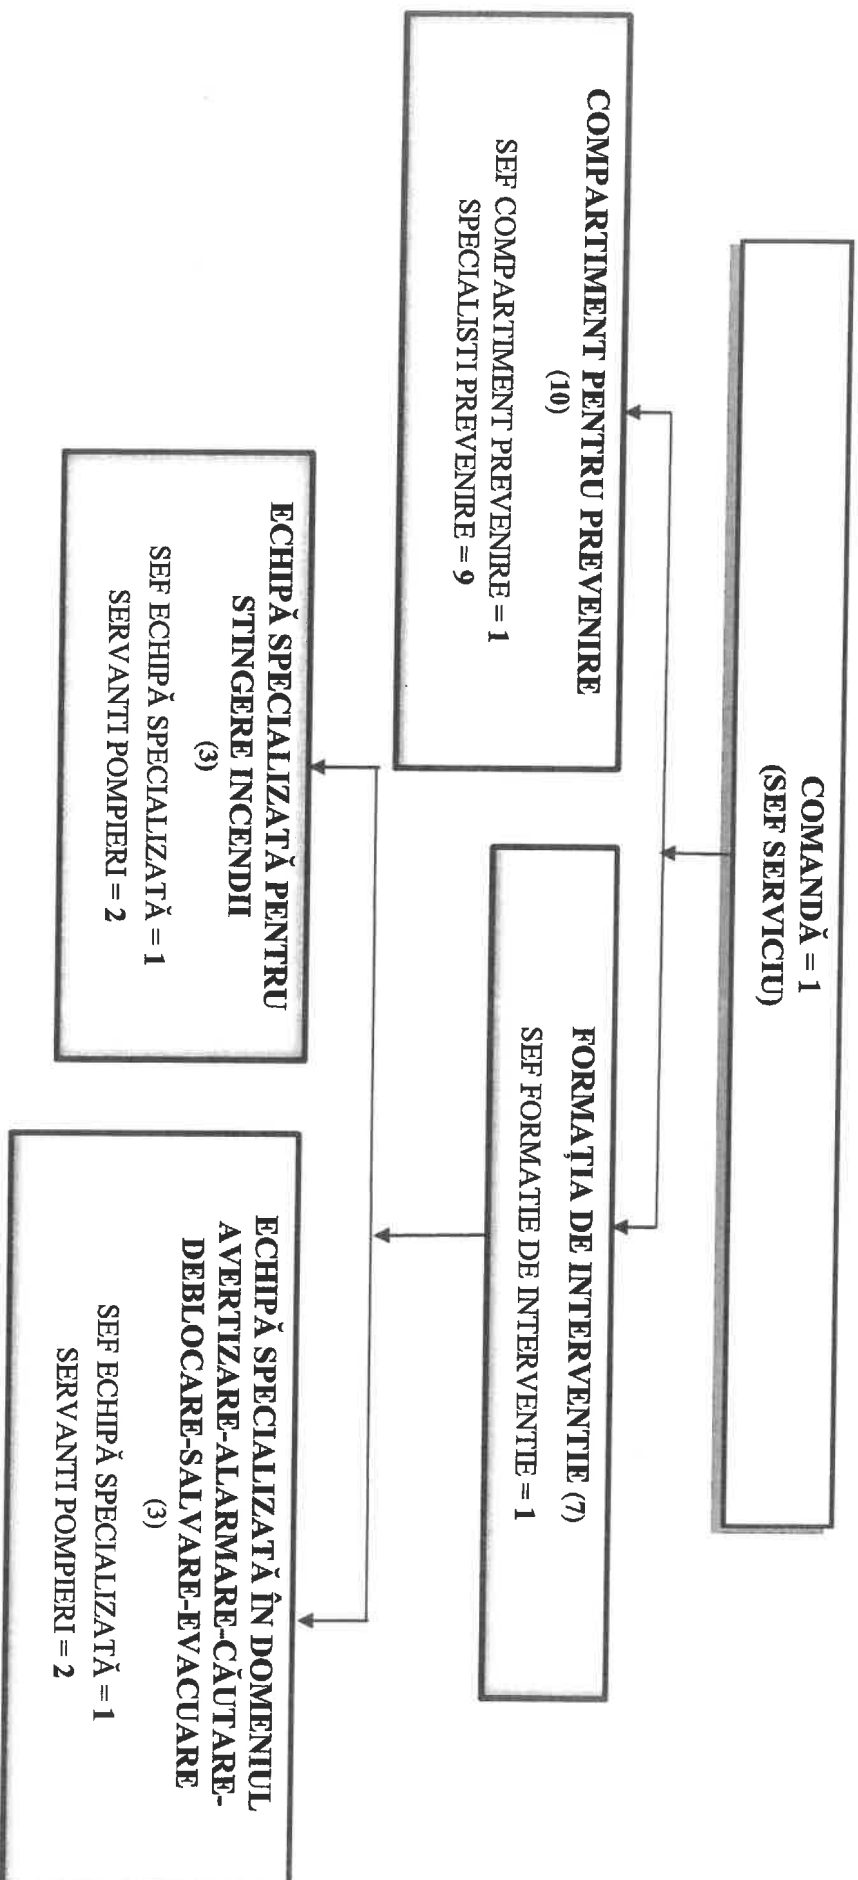 COMANDĂ = 1
(SEF SERVICIU)
COMPARTIMENT PENTRU PREVENIRE
(10)
SEF COMPARTIMENT PREVENIRE = 1
SPECIALISTI PREVENIRE = 9
FORMAȚIA DE INTERVENTIE (7)
SEF FORMATIE DE INTERVENTIE = 1
ECHIPĂ SPECIALIZATĂ PENTRU
STINGERE INCENDII
(3)
SEF ECHIPĂ SPECIALIZATĂ = 1
SERVANTI POMPIERI = 2
ECHIPĂ SPECIALIZATĂ ÎN DOMENIUL
AVERTIZARE-ALARMARE-CĂUTARE-
DEBLOCARE-SALVARE-EVACUARE
(3)
SEF ECHIPĂ SPECIALIZATĂ = 1
SERVANTI POMPIERI = 2